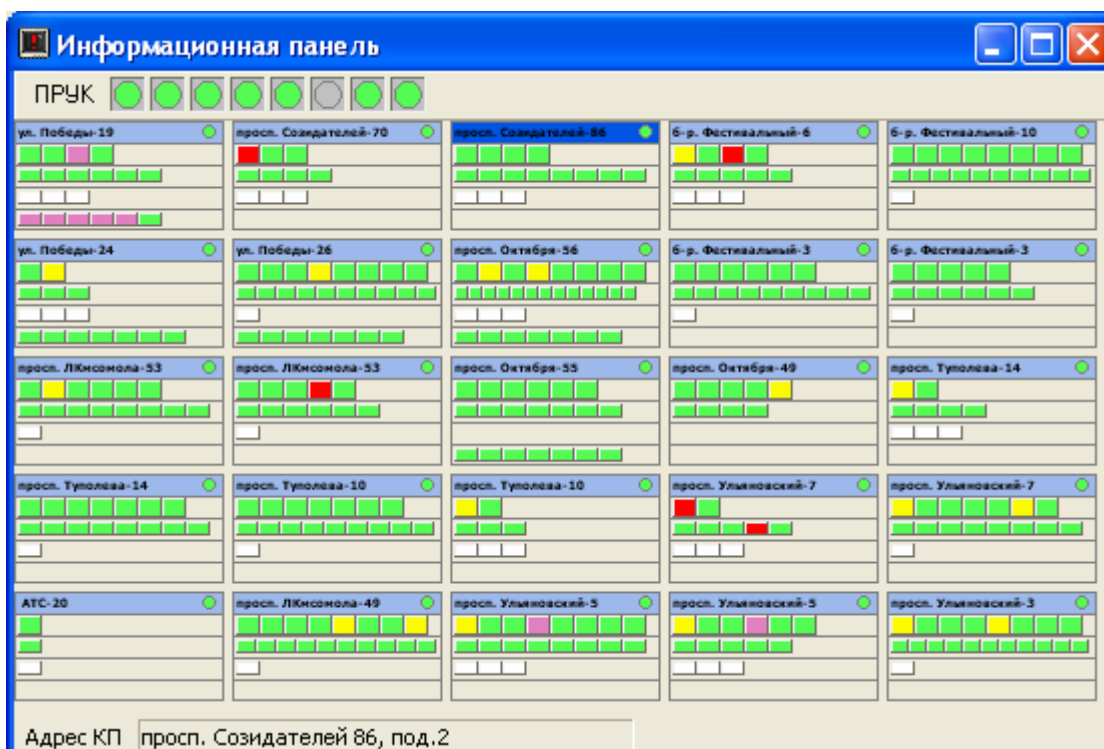 Информационная панель
ПРУК
ул. Победы-19 просп. Созидателей-70 просп. Созидателей-86 б-р. Фестивальный-6 б-р. Фестивальный-10
ул. Победы-24 ул. Победы-26 просп. Октября-56 б-р. Фестивальный-3 б-р. Фестивальный-3
просп. ЛКмсомола-53 просп. ЛКмсомола-53 просп. Октября-55 просп. Октября-49 просп. Туполева-14
просп. Туполева-14 просп. Туполева-10 просп. Туполева-10 просп. Ульяновский-7 просп. Ульяновский-7
АТС-20 просп. ЛКмсомола-49 просп. Ульяновский-5 просп. Ульяновский-5 просп. Ульяновский-3
Адрес КП просп. Созидателей 86, под.2